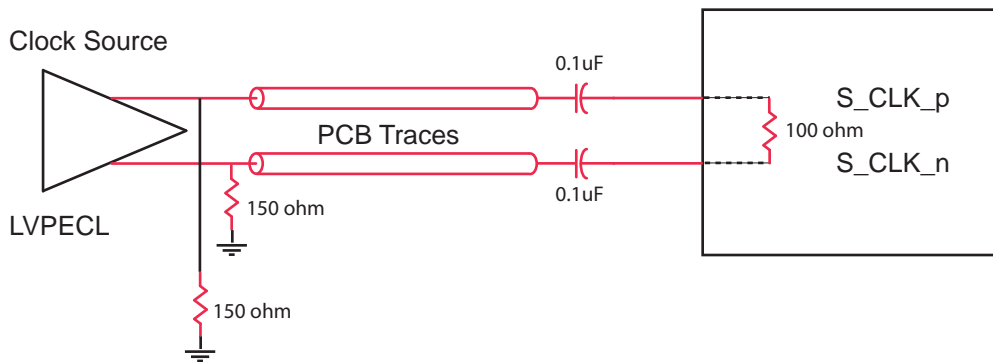 Clock Source
0.1uF
S_CLK_p
100 ohm
PCB Traces
S_CLK_n
0.1uF
150 ohm
LVPECL
150 ohm